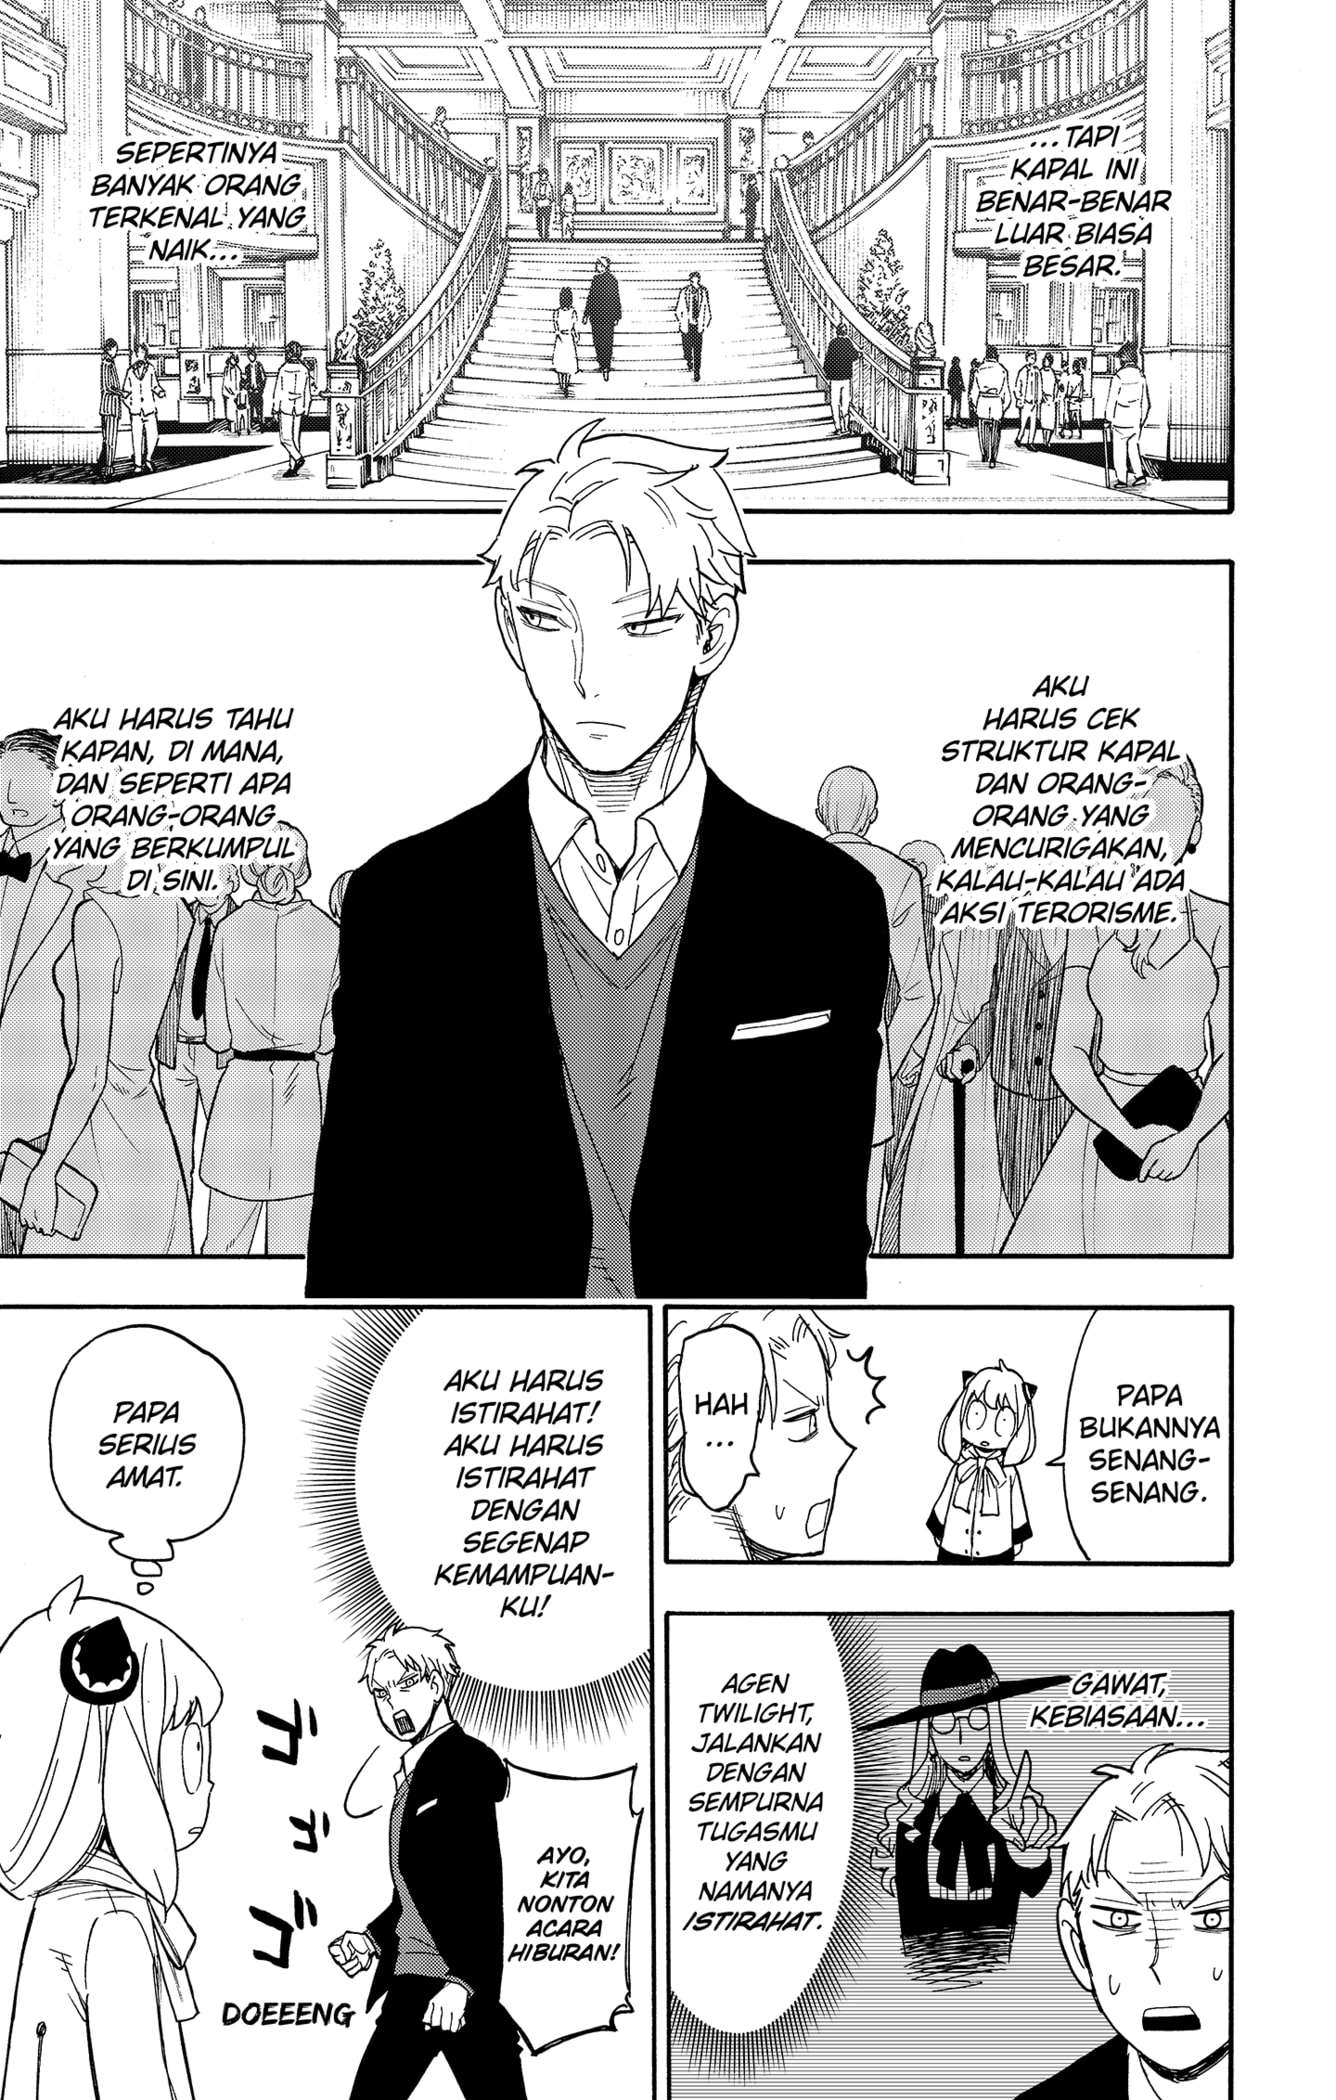 ...TAPI
KAPAL INI
BENAR-BENAR
LUAR BIASA
BESAR.
SEPERTINYA
BANYAK ORANG
TERKENAL YANG
NAIK...
AKU
HARUS CEK
STRUKTUR KAPAL
DAN ORANG-
ORANG YANG
MENCURIGAKAN,
KALAU-KALAU ADA
AKSI TERORISME.
AKU HARUS TAHU
KAPAN, DI MANA,
DAN SEPERTI APA
ORANG-ORANG
YANG BERKUMPUL
DI SINI.
PAPA
BUKANNYA
SENANG-
SENANG.
HAH
...
GAWAT,
KEBIASAAN...
AGEN
TWILIGHT,
JALANKAN
DENGAN
SEMPURNA
TUGASMU
YANG
NAMANYA
ISTIRAHAT.
AKU HARUS
ISTIRAHAT!
AKU HARUS
ISTIRAHAT
DENGAN
SEGENAP
KEMAMPUAN-
KU!
AYO,
KITA
NONTON
ACARA
HIBURAN!
DOEEENG
PAPA
SERIUS
AMAT.